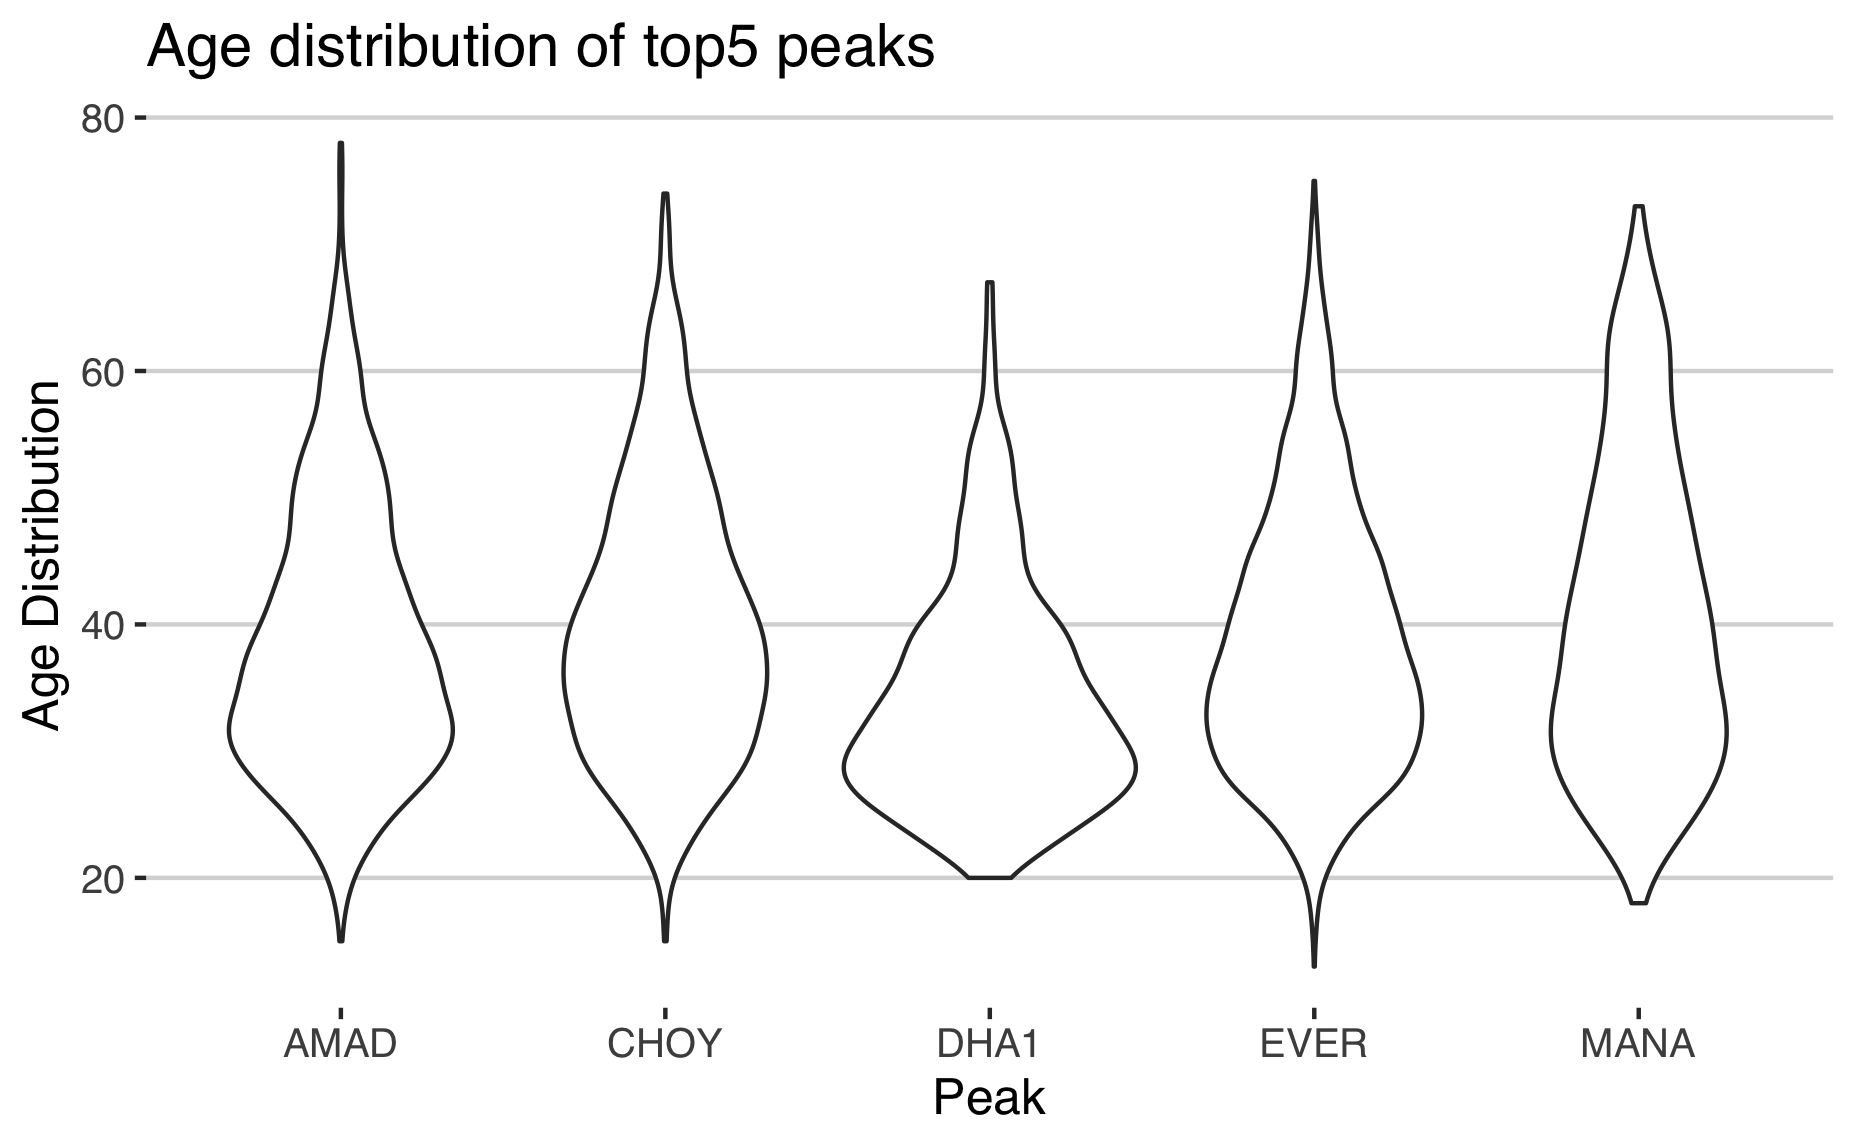 Age distribution of top5 peaks
80
60
40
20
Age Distribution
AMAD
CHOY
DHA1
EVER
MANA
Peak